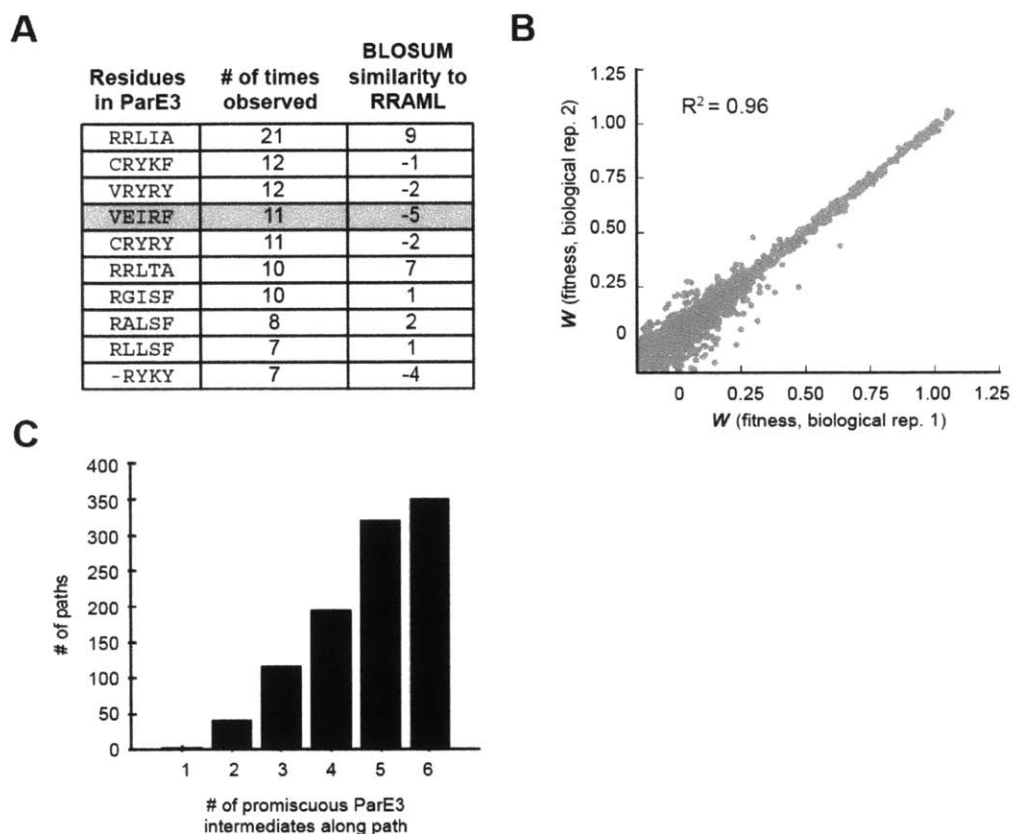 A
Residues in ParE3 # of times observed BLOSUM similarity to RRAML
RRLIA 21 9
CRYKF 12 -1
VRYRY 12 -2
VEIRF 11 -5
CRYRY 11 -2
RRLTA 10 7
RGISF 10 1
RALSF 8 2
RLLSF 7 1
-RYKY 7 -4
B
R² = 0.96
W (fitness, biological rep. 2)
1.25
1.00
0.75
0.50
0.25
0
0 0.25 0.50 0.75 1.00 1.25
W (fitness, biological rep. 1)
C
# of paths
400
350
300
250
200
150
100
50
0
1 2 3 4 5 6
# of promiscuous ParE3
intermediates along path